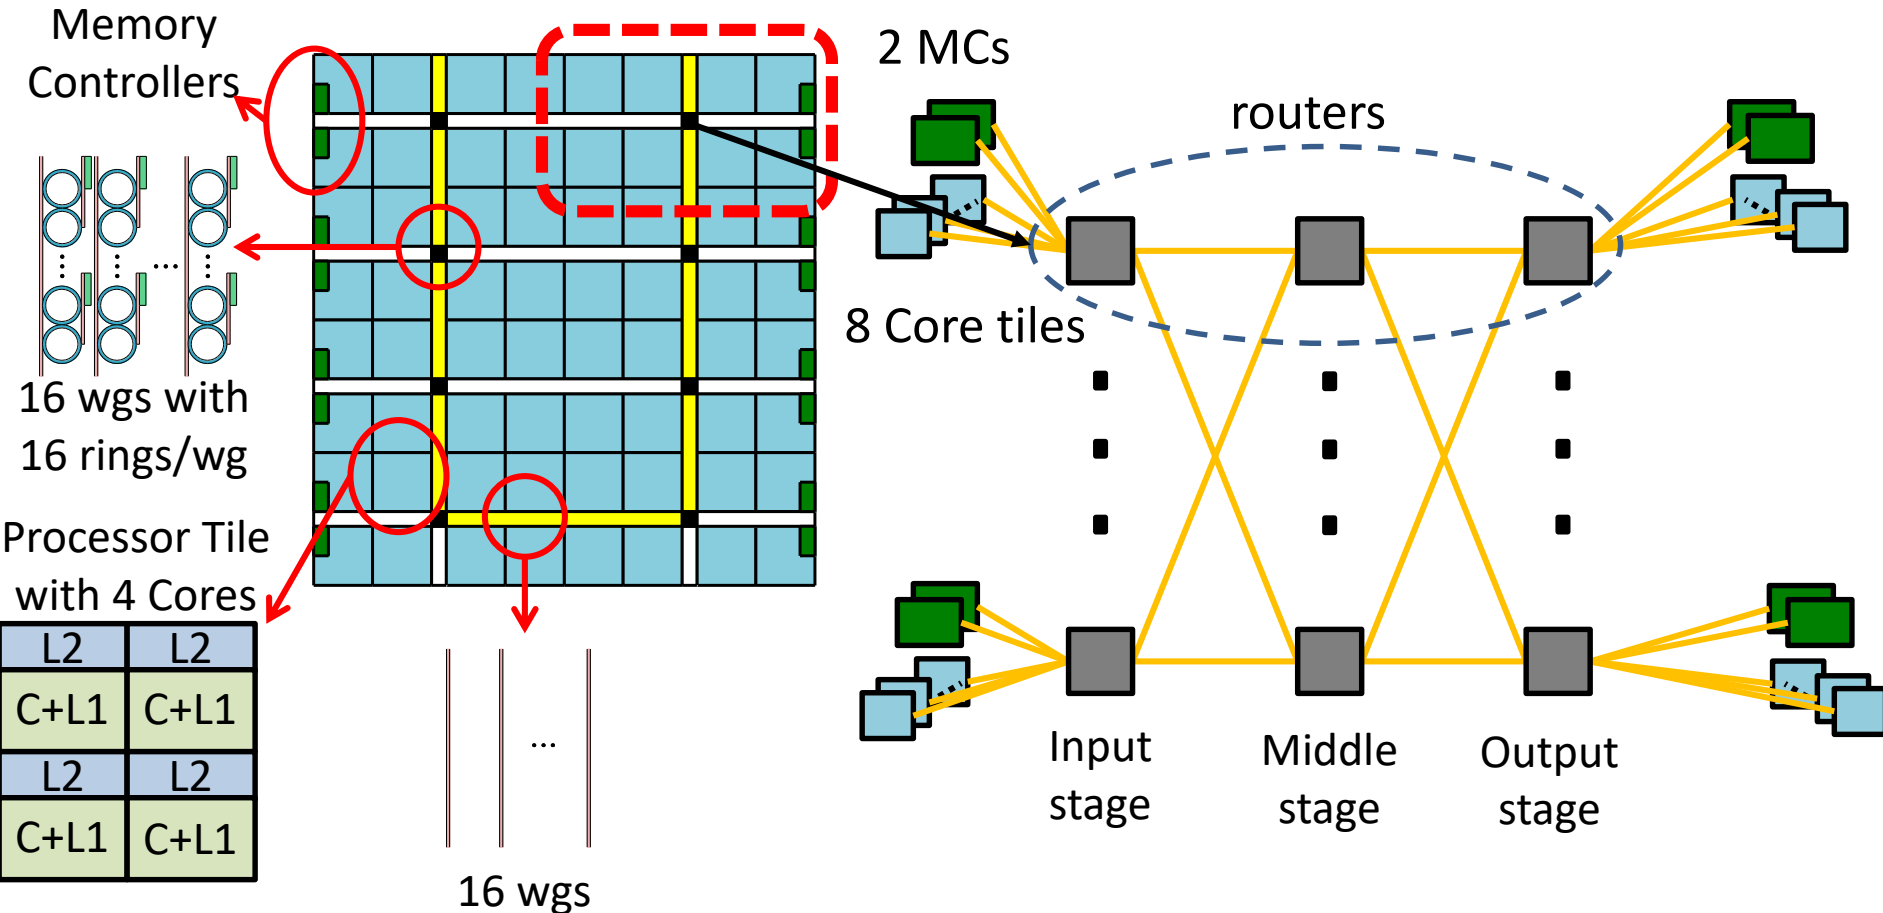 Memory
Controllers
2 MCs
routers
8 Core tiles
16 wgs with
16 rings/wg
Processor Tile
with 4 Cores
L2 L2
C+L1 C+L1
L2 L2
C+L1 C+L1
...
16 wgs
Input
stage
Middle
stage
Output
stage